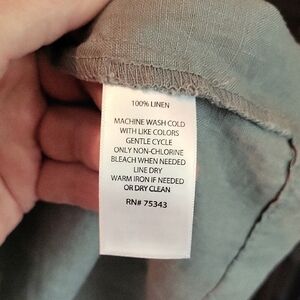 100% LINEN
MACHINE WASH COLD
WITH LIKE COLORS
GENTLE CYCLE
ONLY NON-CHLORINE
BLEACH WHEN NEEDED
LINE DRY
WARM IRON IF NEEDED
OR DRY CLEAN
RN# 75343